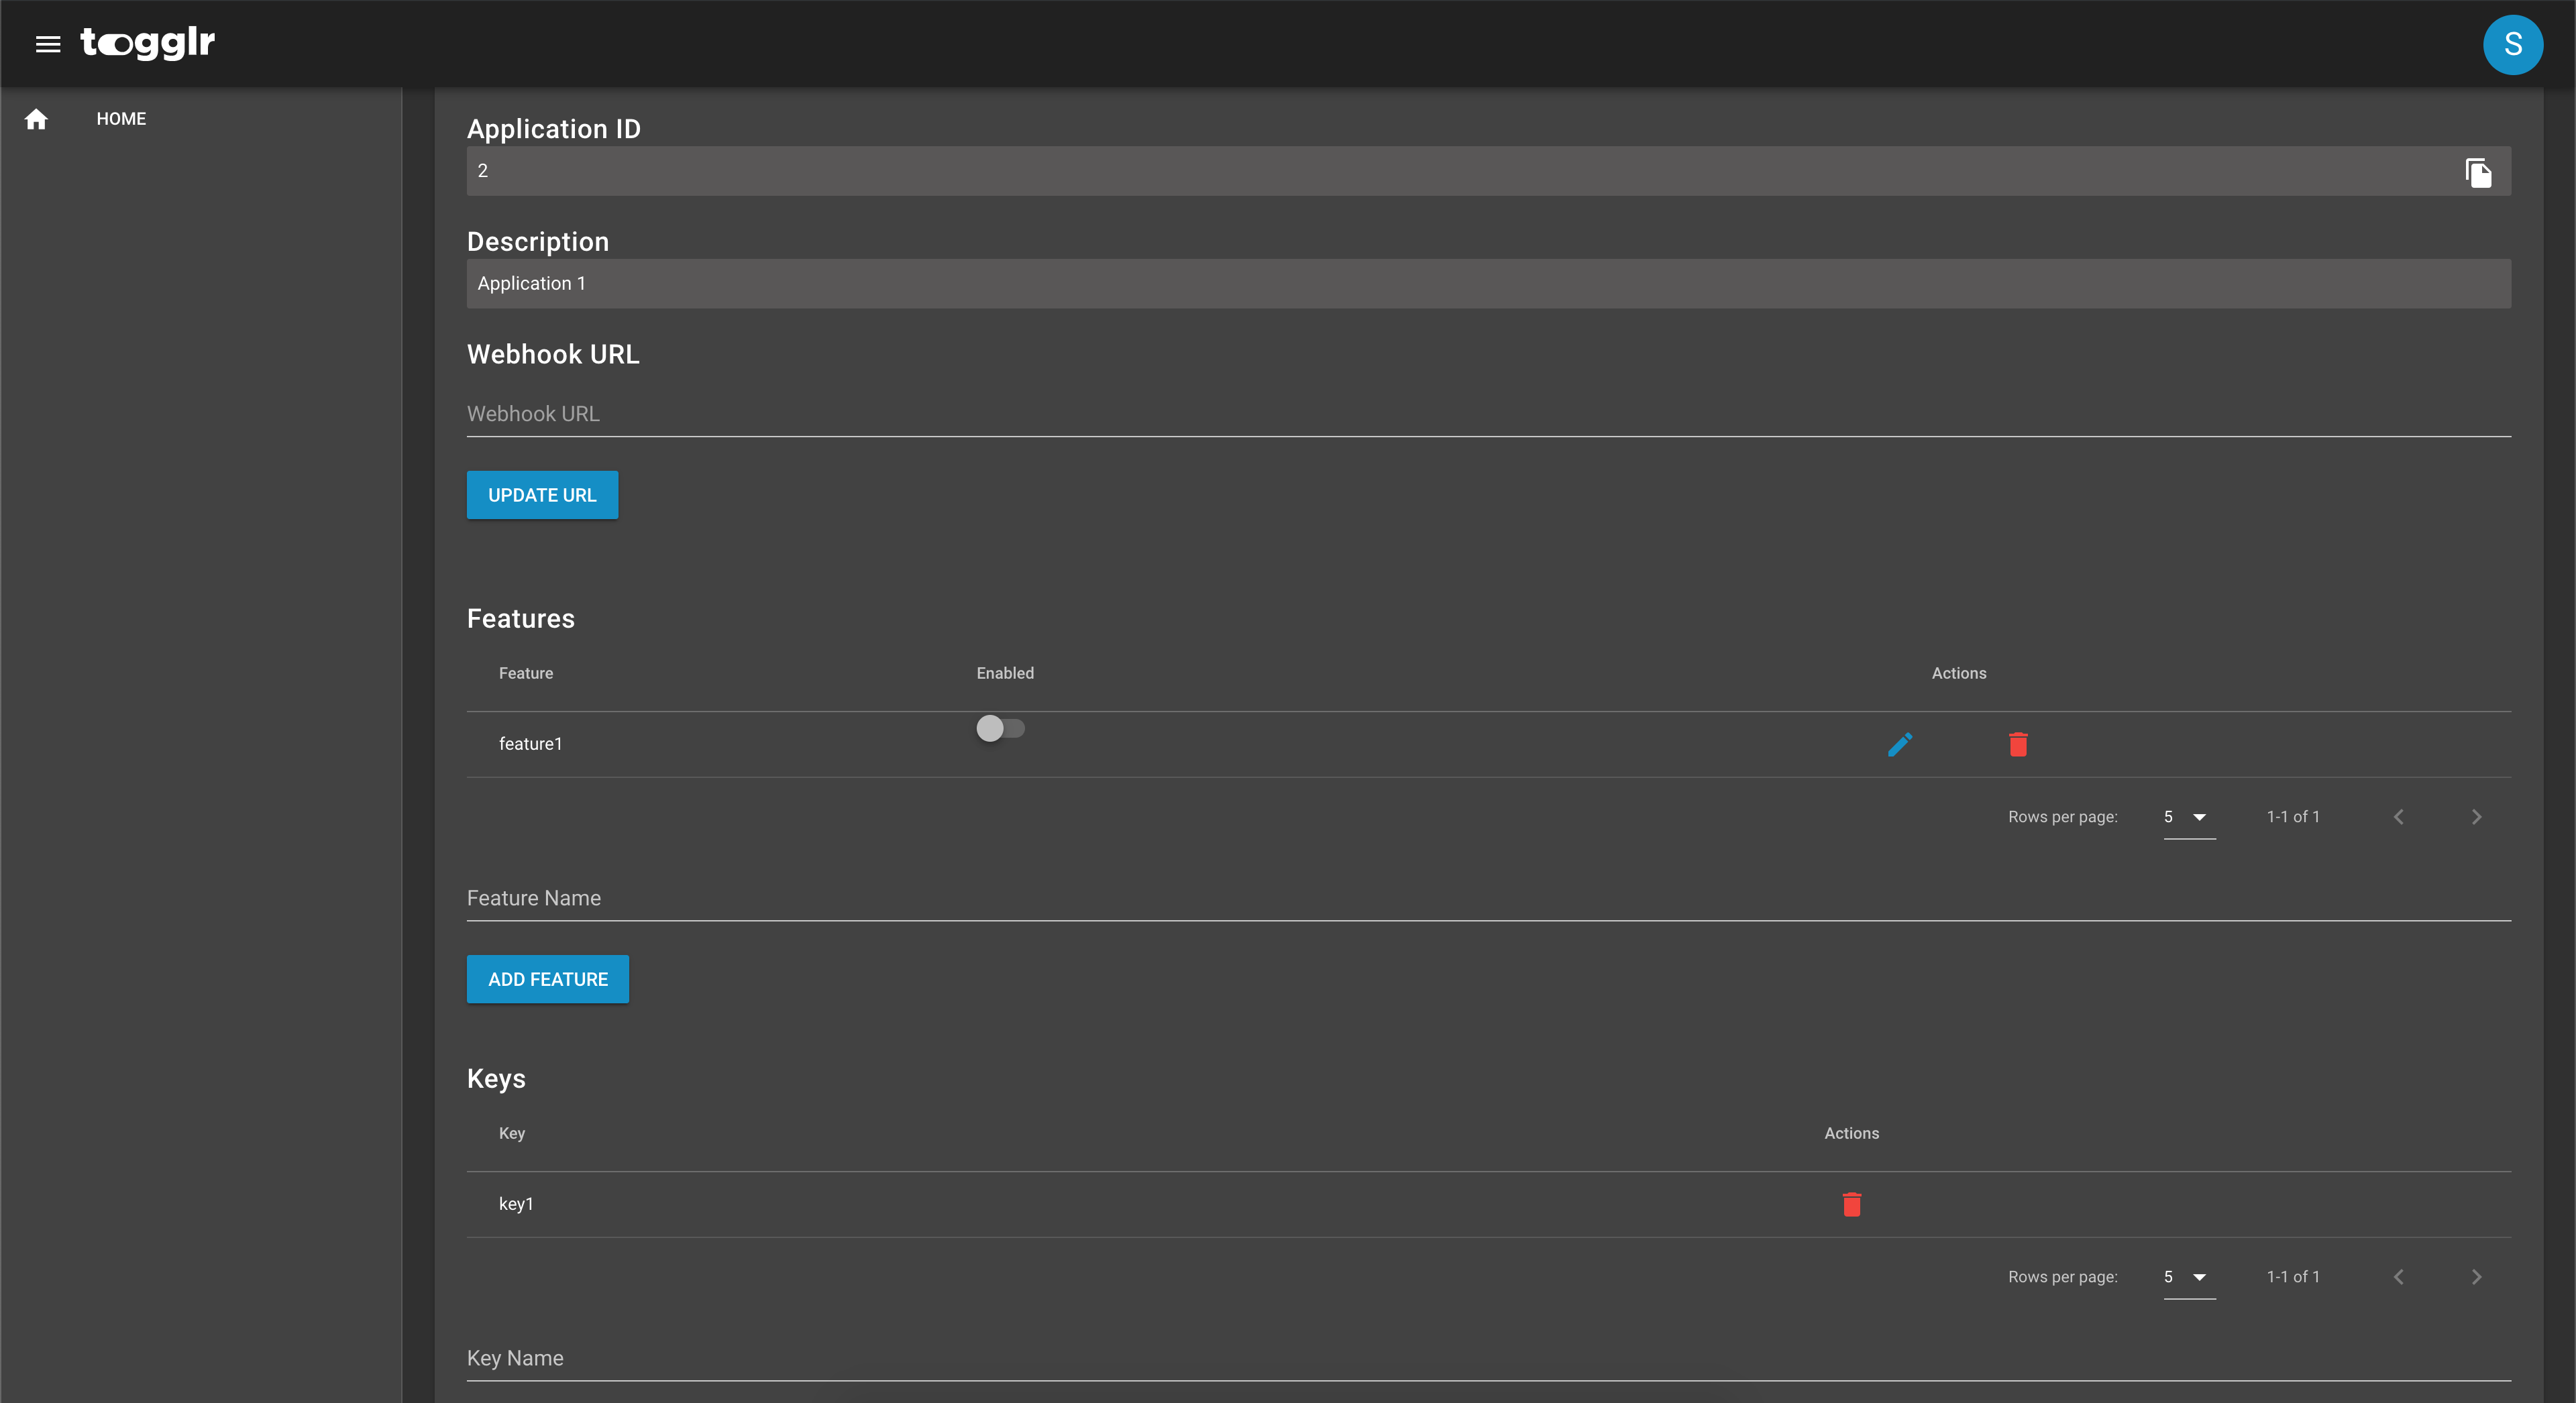 togglr
S
HOME
Application ID
2
Description
Application 1
Webhook URL
Webhook URL
UPDATE URL
Features
Feature Enabled Actions
feature1
Rows per page: 5 1-1 of 1
Feature Name
ADD FEATURE
Keys
Key Actions
key1
Rows per page: 5 1-1 of 1
Key Name